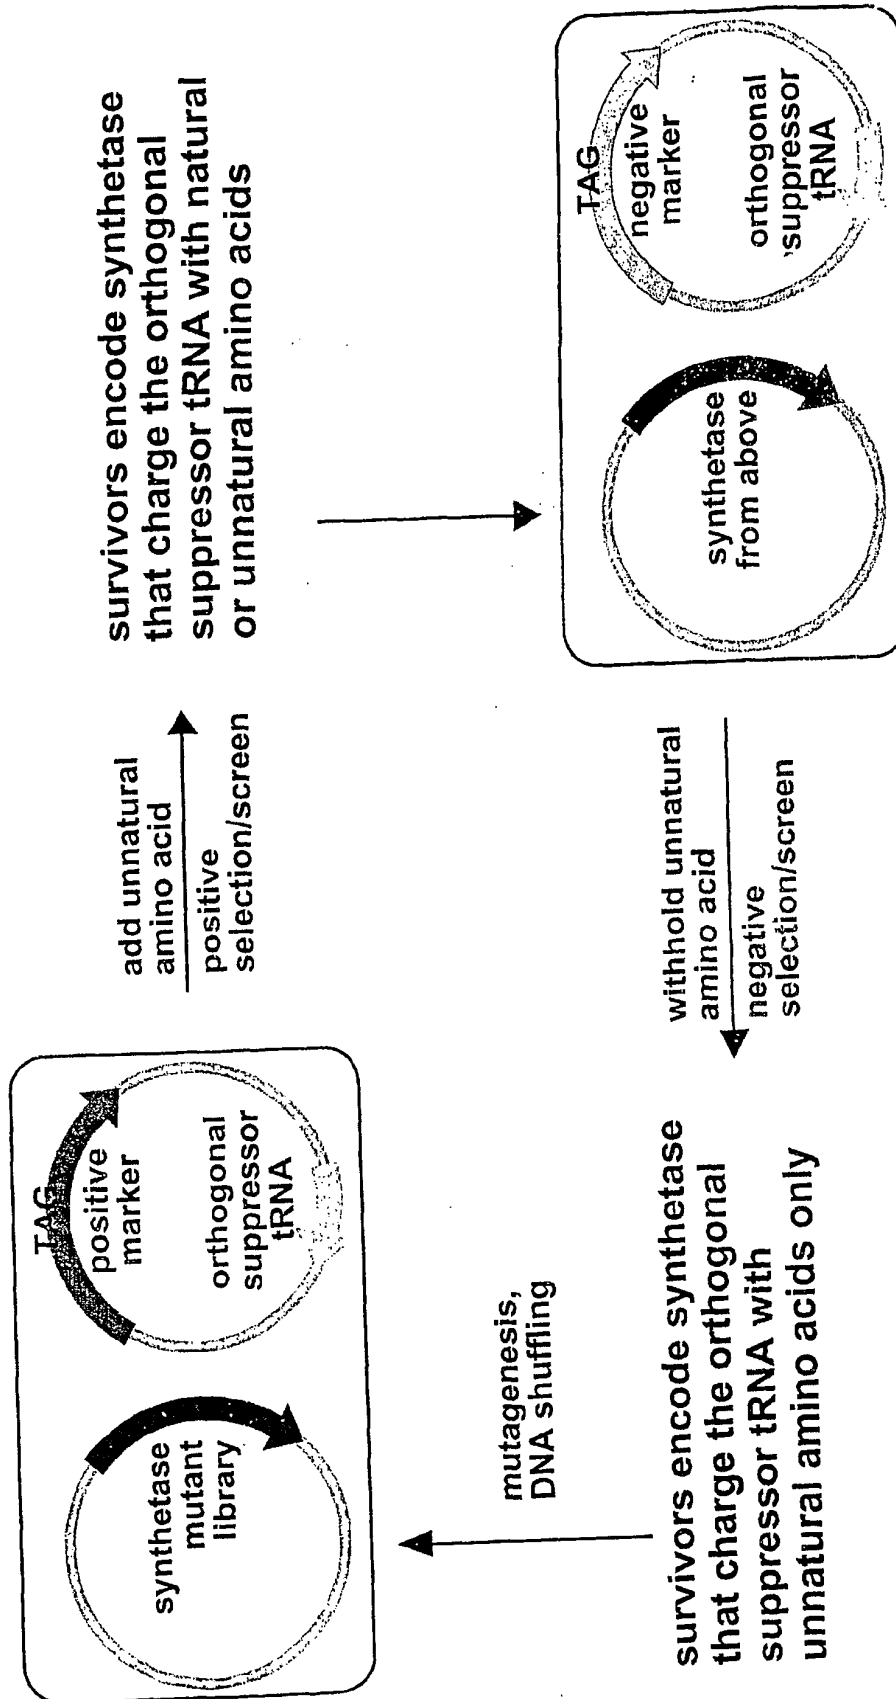 synthetase
mutant
library
TAG
positive
marker
orthogonal
suppressor
tRNA
add unnatural
amino acid
positive
selection/screen
survivors encode synthetase
that charge the orthogonal
suppressor tRNA with natural
or unnatural amino acids
synthetase
from above
TAG
negative
marker
orthogonal
suppressor
tRNA
withhold unnatural
amino acid
negative
selection/screen
survivors encode synthetase
that charge the orthogonal
suppressor tRNA with
unnatural amino acids only
mutagenesis,
DNA shuffling